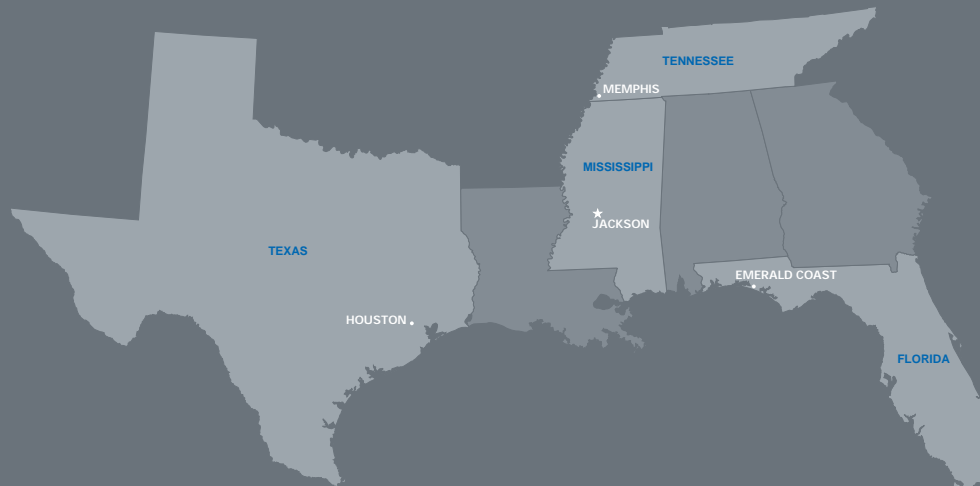 TENNESSEE
MEMPHIS
MISSISSIPPI
JACKSON
TEXAS
EMERALD COAST
HOUSTON
FLORIDA